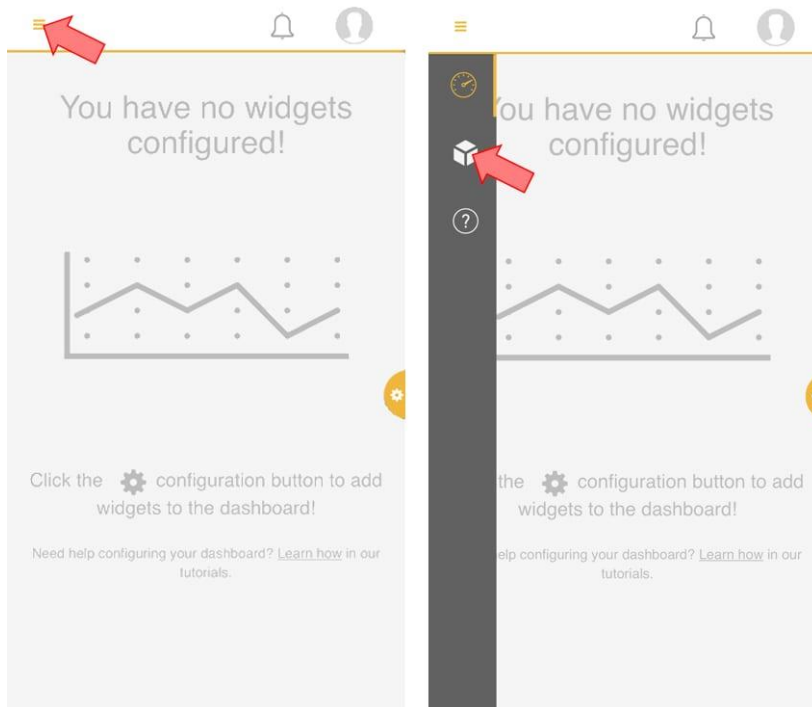 You have no widgets
configured!
Click the configuration button to add
widgets to the dashboard!
Need help configuring your dashboard? Learn how in our
tutorials.
?
ou have no widgets
configured!
the configuration button to add
widgets to the dashboard!
elp configuring your dashboard? Learn how in our
tutorials.